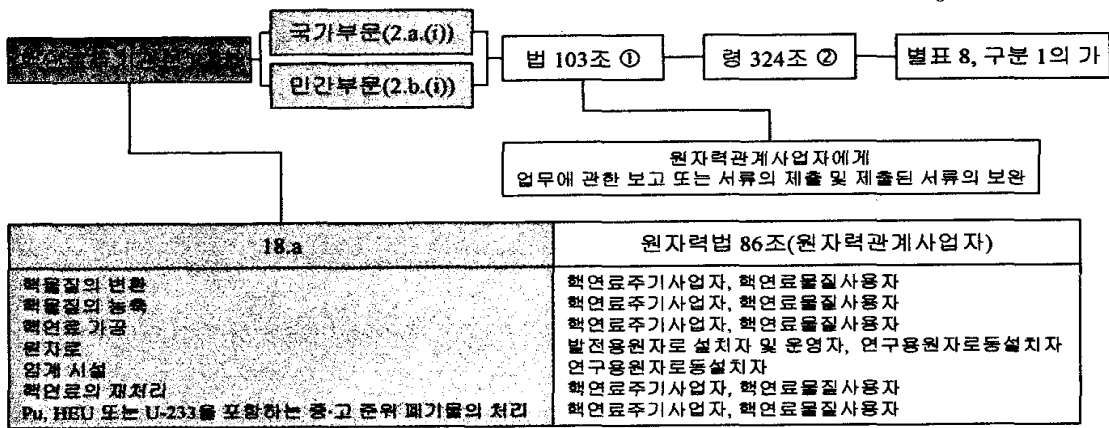 국가부문(2.a.(i))
민간부문(2.b.(i))
법 103조 ①
령 324조 ②
별표 8, 구분 1의 가
원자력관계사업자에게
업무에 관한 보고 또는 서류의 제출 및 제출된 서류의 보완
18.a 원자력법 86조(원자력관계사업자)
핵물질의 변환 핵연료주기사업자, 핵연료물질사용자
핵물질의 농축 핵연료주기사업자, 핵연료물질사용자
핵연료 가공 핵연료주기사업자, 핵연료물질사용자
원자로 발전용원자로 설치자 및 운영자, 연구용원자로등설치자
임계 시설 연구용원자로등설치자
핵연료의 재처리 핵연료주기사업자, 핵연료물질사용자
Pu, HEU 또는 U-233을 포함하는 중·고 준위 폐기물의 처리 핵연료주기사업자, 핵연료물질사용자